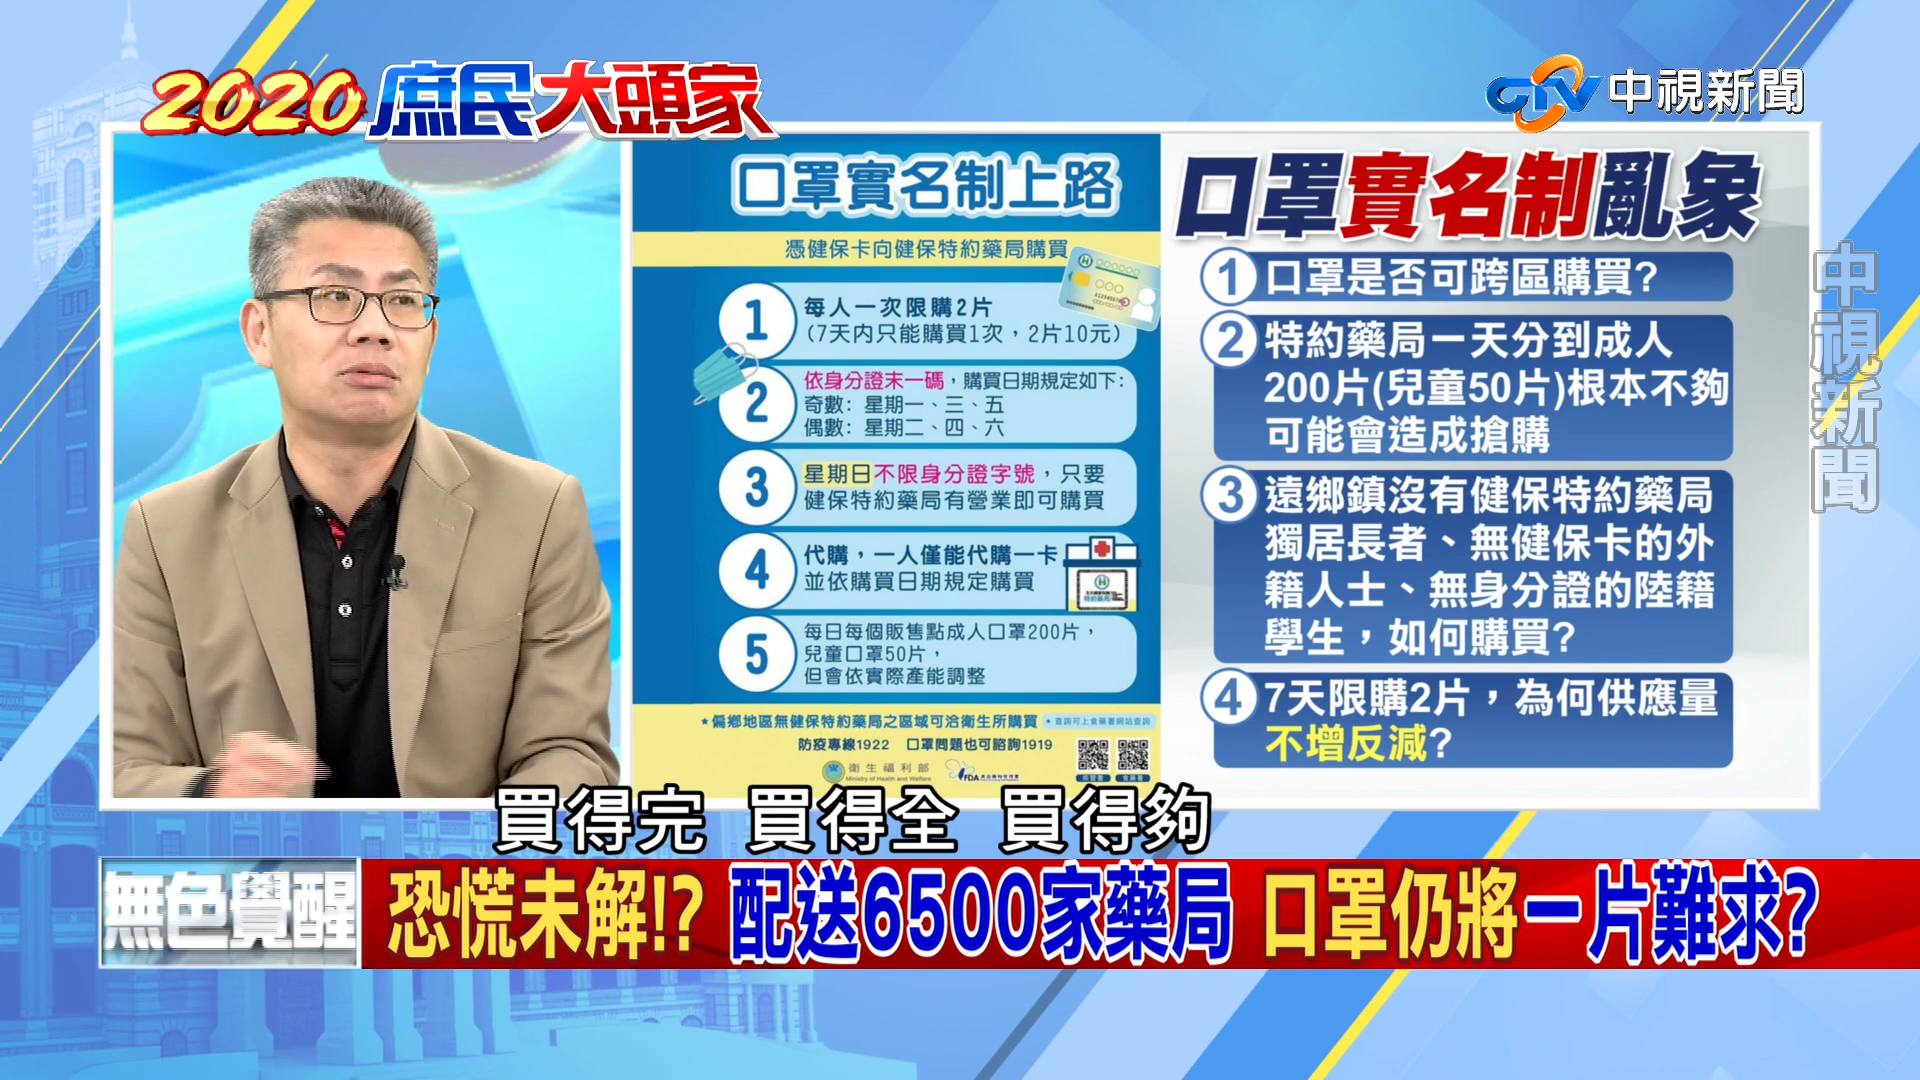 2020庶民大頭家
CTV 中視新聞
口罩實名制上路
憑健保卡向健保特約藥局購買
1 每人一次限購2片
(7天內只能購買1次，2片10元)
2 依身分證末一碼，購買日期規定如下:
奇數: 星期一、三、五
偶數: 星期二、四、六
3 星期日不限身分證字號，只要
健保特約藥局有營業即可購買
4 代購，一人僅能代購一卡
並依購買日期規定購買
5 每日每個販售點成人口罩200片，
兒童口罩50片，
但會依實際產能調整
★偏鄉地區無健保特約藥局之區域可洽衛生所購買 ★查詢可上食藥署網站查詢
防疫專線1922 口罩問題也可諮詢1919
衛生福利部
Ministry of Health and Welfare
FDA
口罩實名制亂象
① 口罩是否可跨區購買?
② 特約藥局一天分到成人
200片(兒童50片)根本不夠
可能會造成搶購
③ 遠鄉鎮沒有健保特約藥局
獨居長者、無健保卡的外
籍人士、無身分證的陸籍
學生，如何購買?
④ 7天限購2片，為何供應量
不增反減?
中視新聞
買得完 買得全 買得夠
無色覺醒
恐慌未解!? 配送6500家藥局 口罩仍將一片難求?